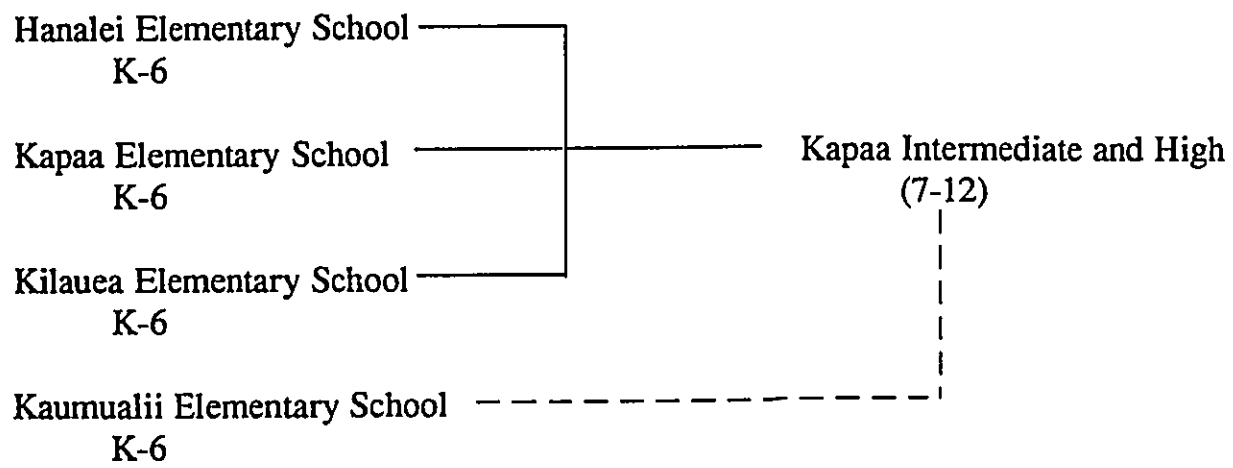 Hanalei Elementary School
K-6
Kapaa Elementary School
K-6
Kapaa Intermediate and High
(7-12)
Kilauea Elementary School
K-6
Kaumualii Elementary School
K-6